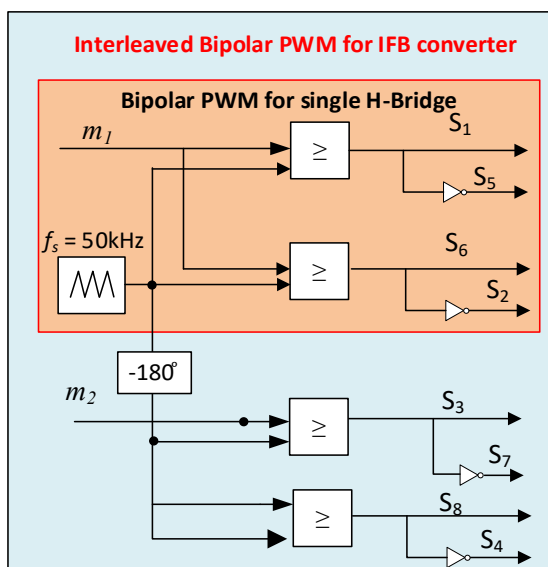 Interleaved Bipolar PWM for IFB converter
Bipolar PWM for single H-Bridge
m1
≥
S1
S5
fs = 50kHz
≥
S6
S2
-180°
m2
≥
S3
S7
≥
S8
S4